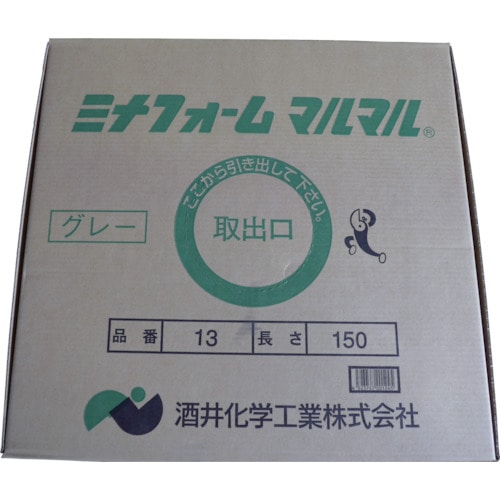 ミナフォーム マルマル®
ここから引き出して下さい。
グレー
取出口
品番 13 長さ 150
酒井化学工業株式会社